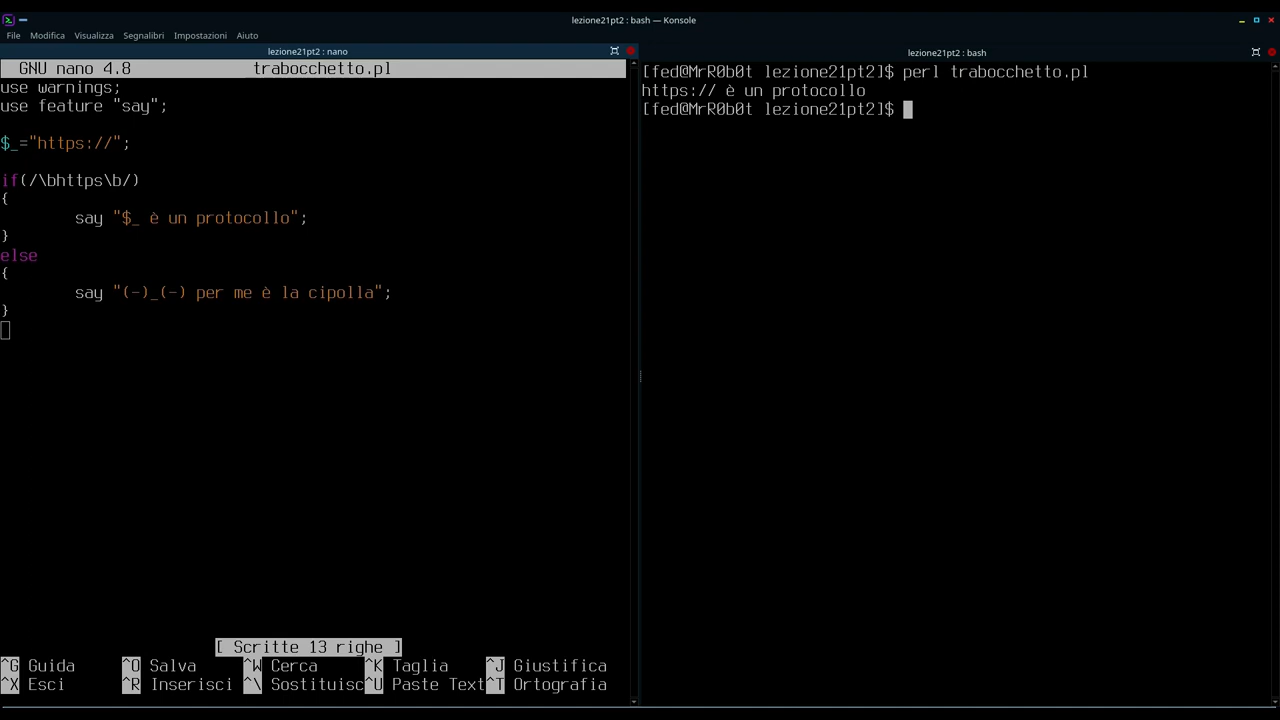 lezione21pt2 : bash — Konsole
File Modifica Visualizza Segnalibri Impostazioni Aiuto
lezione21pt2 : nano
GNU nano 4.8 trabocchetto.pl
use warnings;
use feature "say";
$_="https://";
if(/\bhttps\b/)
{
say "$_ è un protocollo";
}
else
{
say "(-)_(-) per me è la cipolla";
}
[ Scritte 13 righe ]
^G Guida ^O Salva ^W Cerca ^K Taglia ^J Giustifica
^X Esci ^R Inserisci ^\ Sostituisc ^U Paste Text ^T Ortografia
lezione21pt2 : bash
[fed@MrR0b0t lezione21pt2]$ perl trabocchetto.pl
https:// è un protocollo
[fed@MrR0b0t lezione21pt2]$